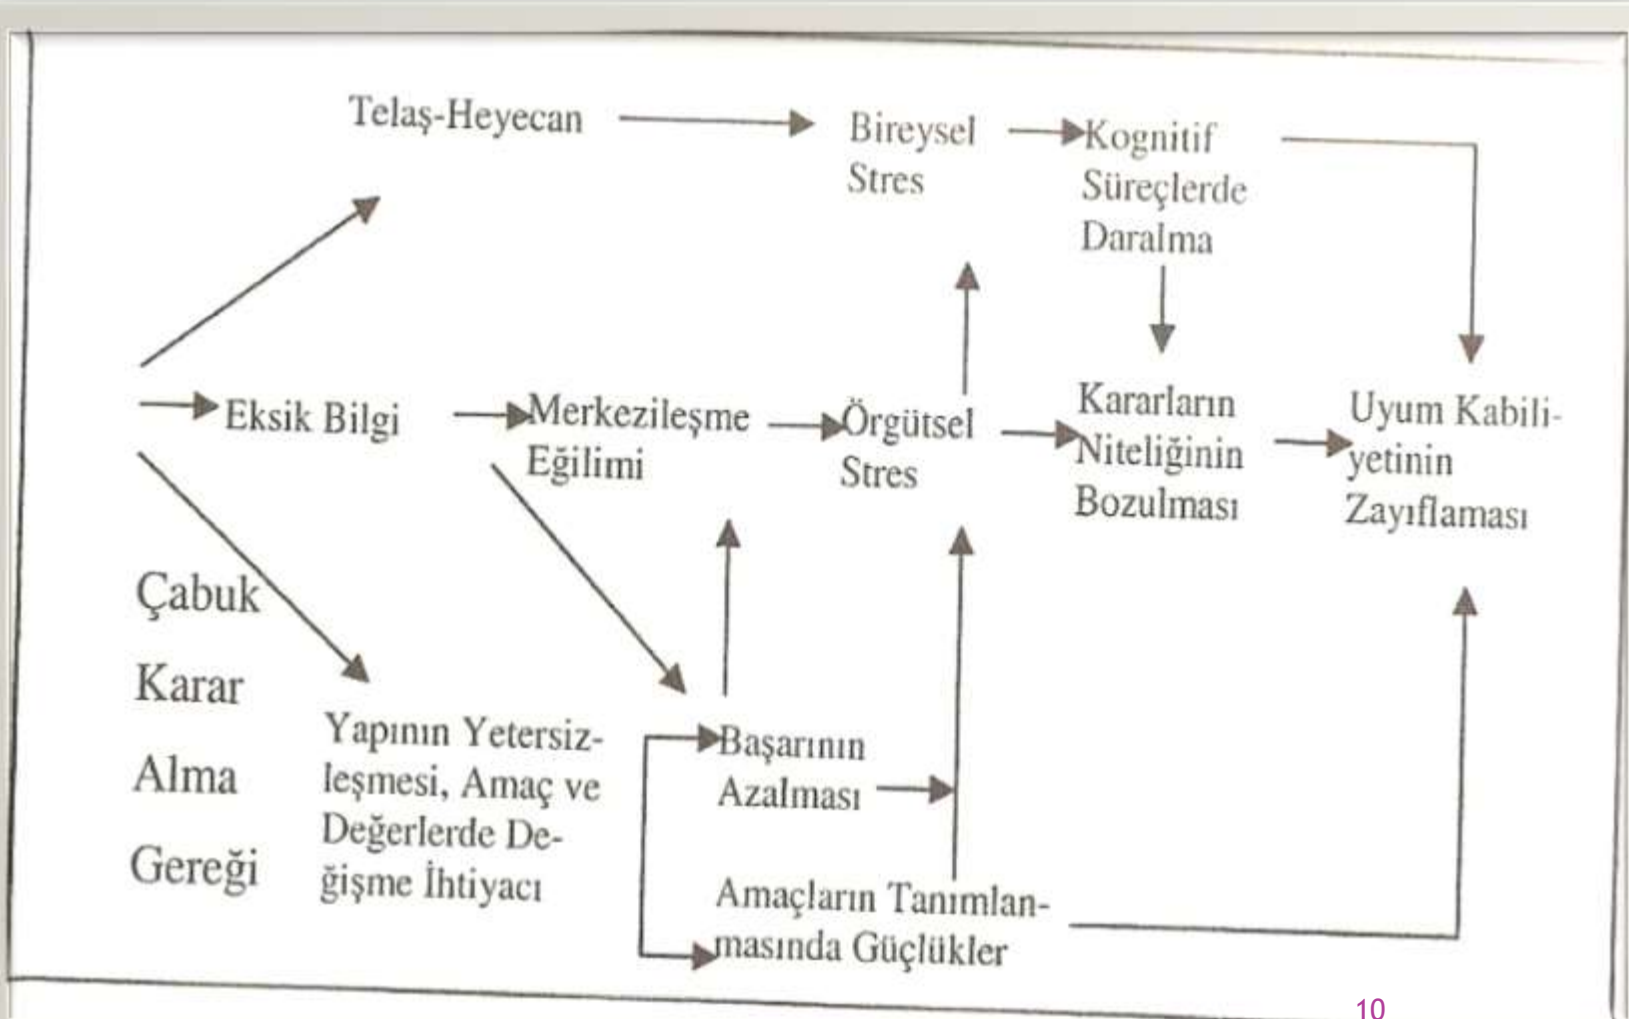 Telaş-Heyecan
Bireysel
Stres
Kognitif
Süreçlerde
Daralma
Eksik Bilgi
Merkezileşme
Eğilimi
Örgütsel
Stres
Kararların
Niteliğinin
Bozulması
Uyum Kabili-
yetinin
Zayıflaması
Çabuk
Karar
Alma
Gereği
Yapının Yetersiz-
leşmesi, Amaç ve
Değerlerde De-
ğişme İhtiyacı
Başarının
Azalması
Amaçların Tanımlan-
masında Güçlükler
10